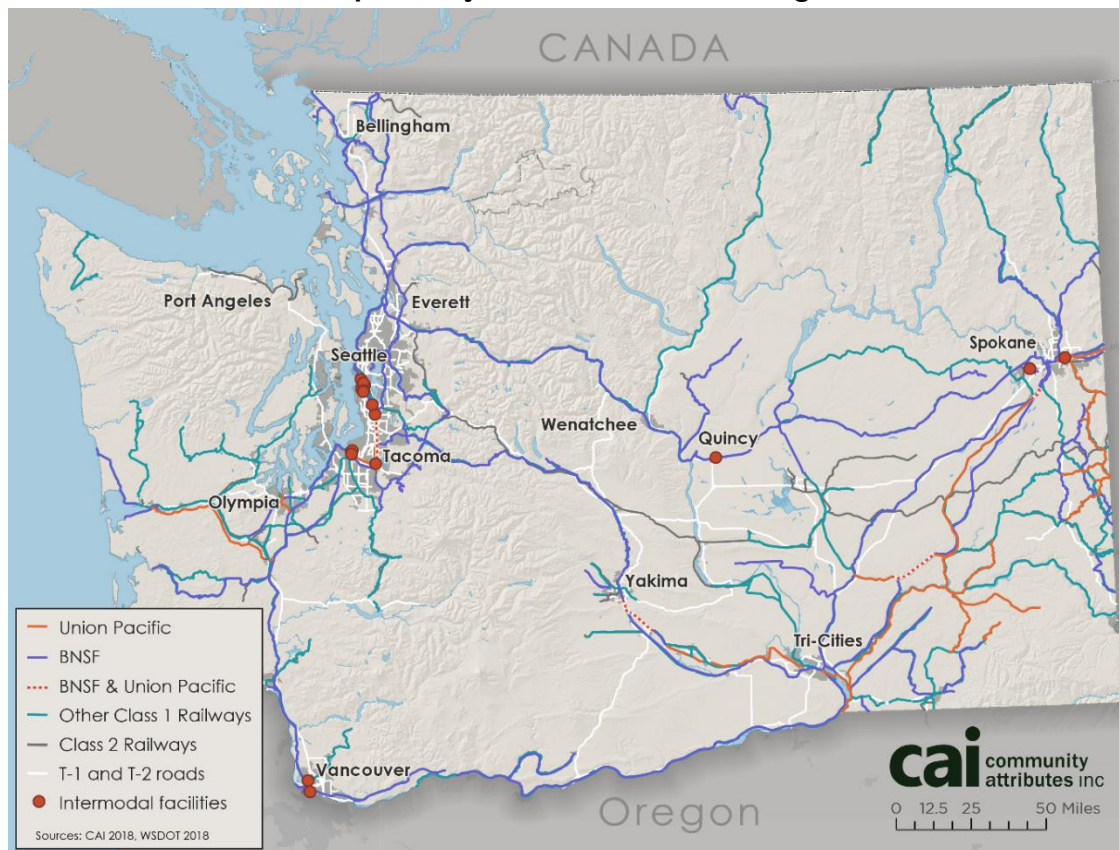 CANADA
Bellingham
Port Angeles
Everett
Seattle
Spokane
Wenatchee
Quincy
Tacoma
Olympia
Yakima
Tri-Cities
Union Pacific
BNSF
BNSF & Union Pacific
Other Class 1 Railways
Class 2 Railways
T-1 and T-2 roads
Intermodal facilities
Sources: CAI 2018, WSDOT 2018
Vancouver
Oregon
cai community
attributes inc
0 12.5 25 50 Miles